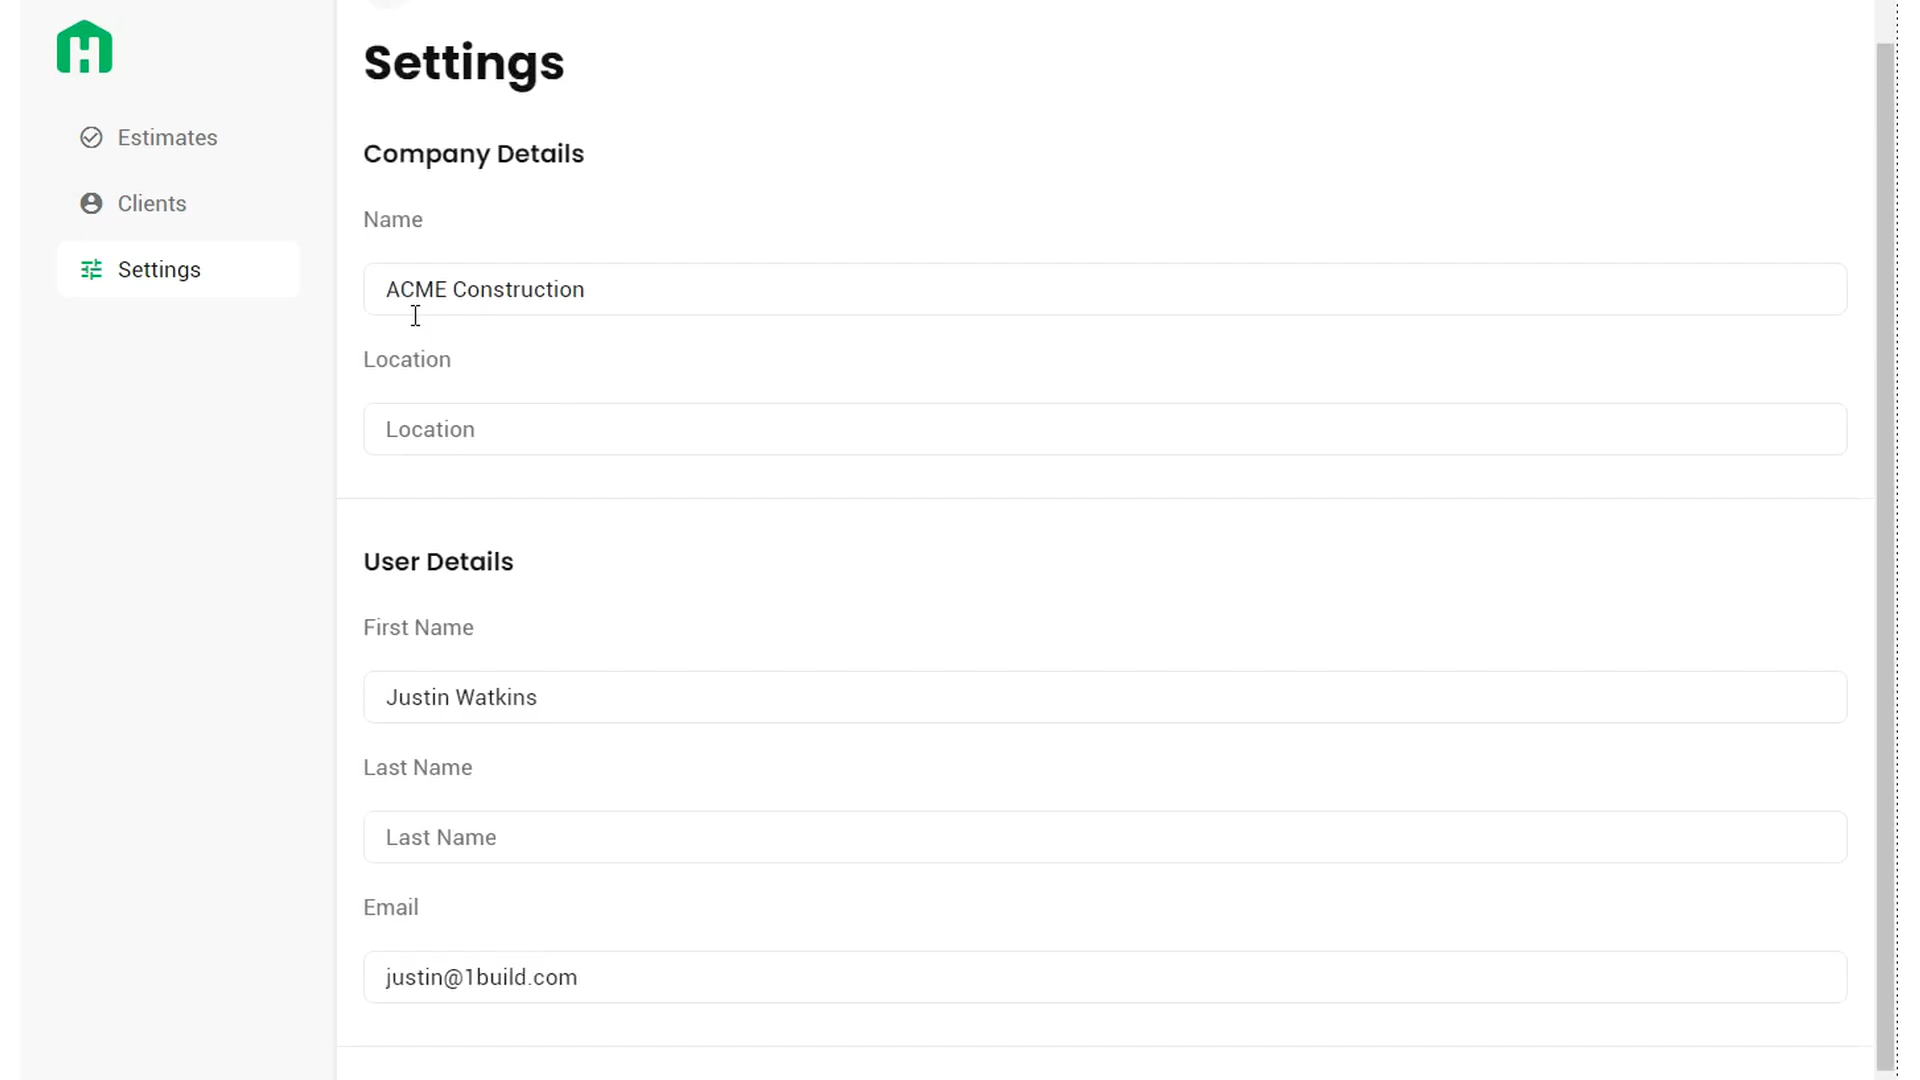 Settings
Estimates
Clients
Settings
Company Details
Name
ACME Construction
Location
Location
User Details
First Name
Justin Watkins
Last Name
Last Name
Email
justin@1build.com